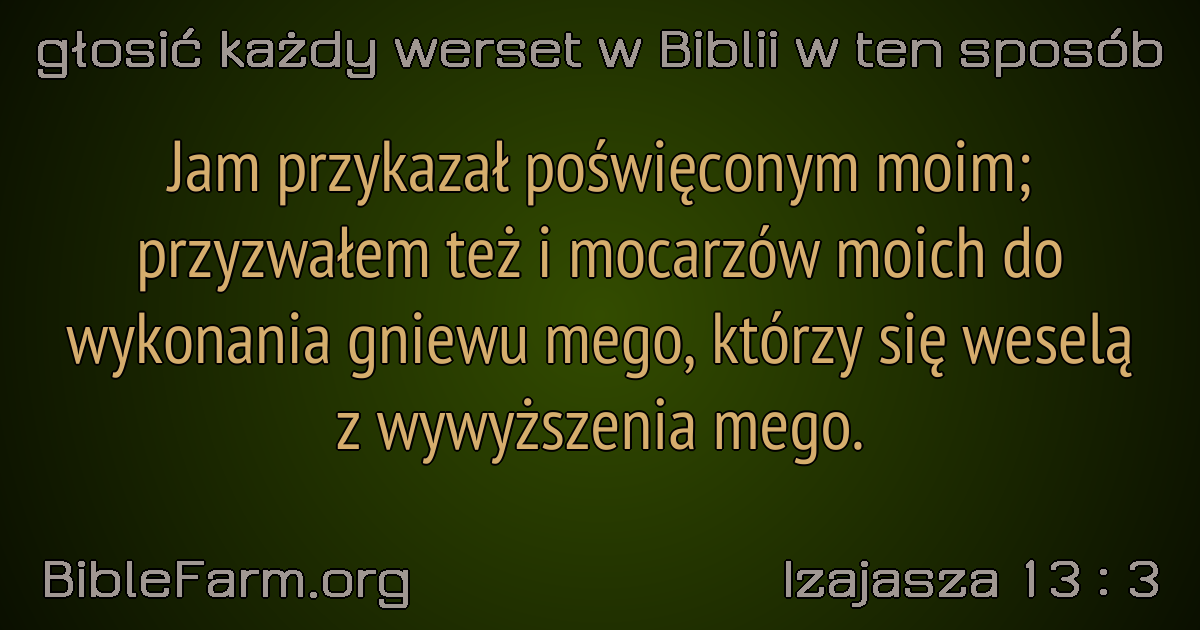 głosić każdy werset w Biblii w ten sposób
Jam przykazał poświęconym moim;
przyzwałem też i mocarzów moich do
wykonania gniewu mego, którzy się weselą
z wywyższenia mego.
BibleFarm.org
Izajasza 13 : 3